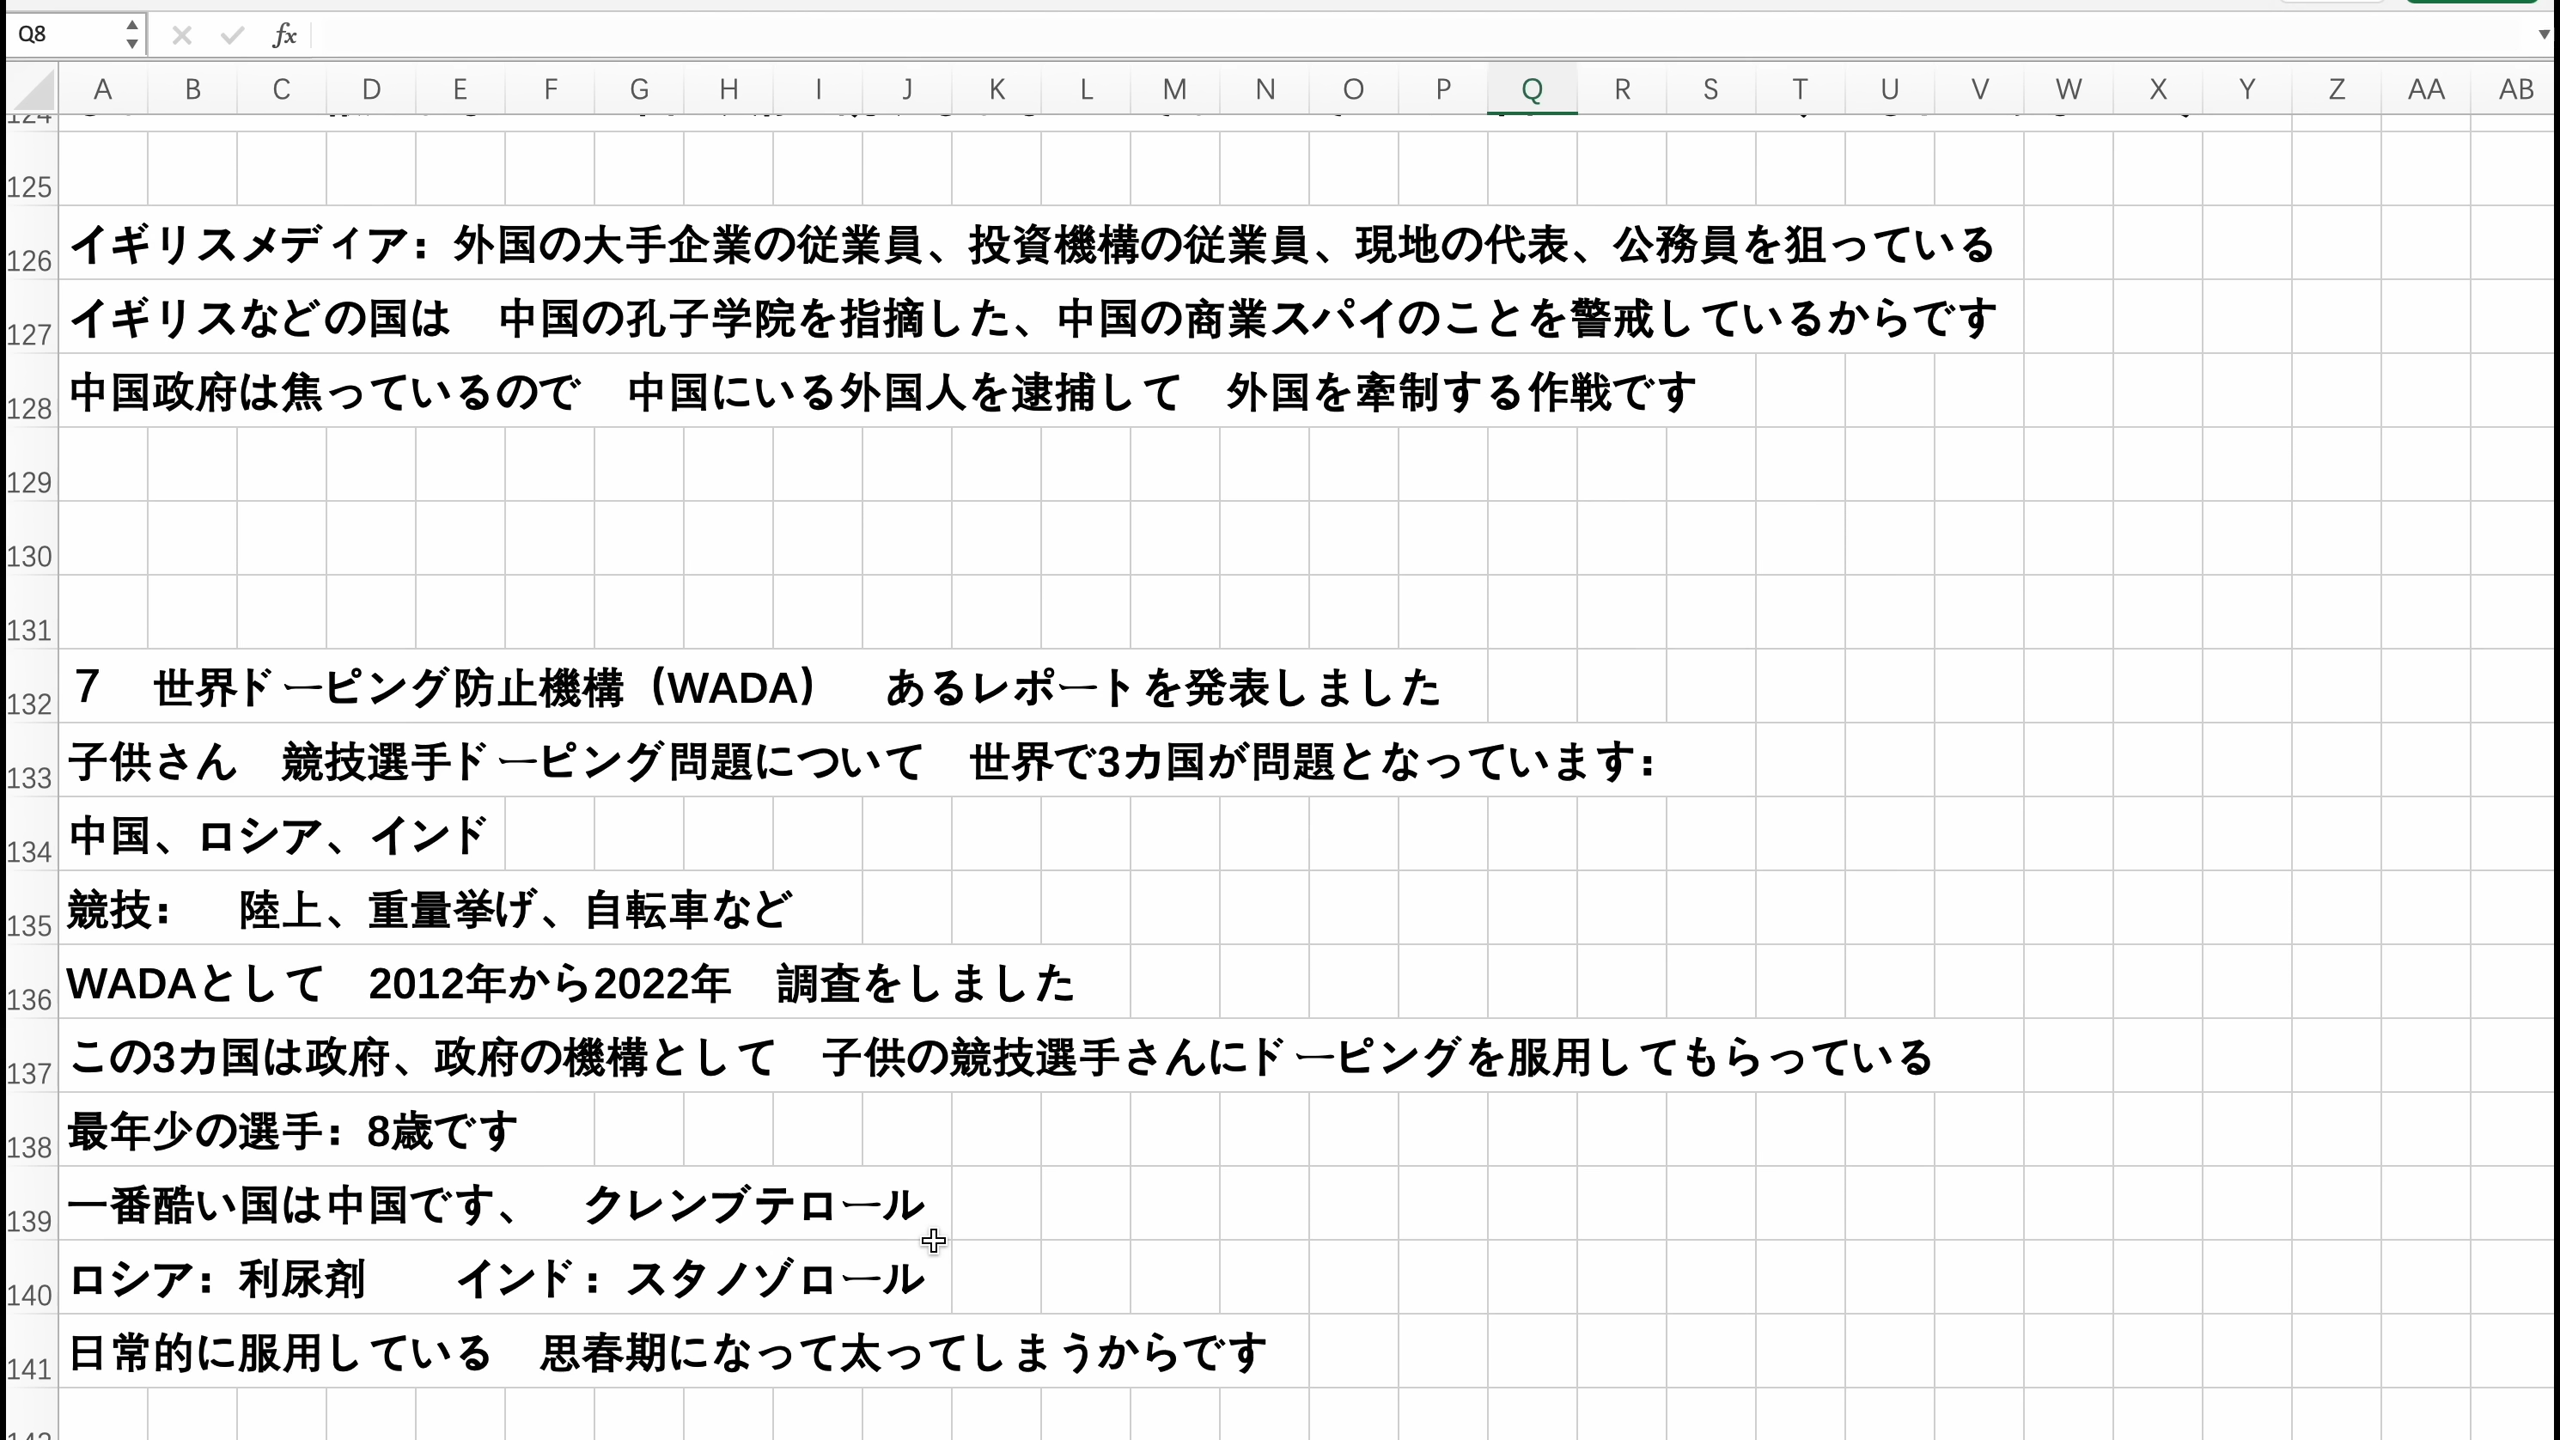 Q8
fx
A B C D E F G H I J K L M N O P Q R S T U V W X Y Z AA AB
124
125
126 イギリスメディア：外国の大手企業の従業員、投資機構の従業員、現地の代表、公務員を狙っている
127 イギリスなどの国は　中国の孔子学院を指摘した、中国の商業スパイのことを警戒しているからです
128 中国政府は焦っているので　中国にいる外国人を逮捕して　外国を牽制する作戦です
129
130
131
132 ７　世界ドーピング防止機構（WADA）　あるレポートを発表しました
133 子供さん　競技選手ドーピング問題について　世界で3カ国が問題となっています：
134 中国、ロシア、インド
135 競技：　陸上、重量挙げ、自転車など
136 WADAとして　2012年から2022年　調査をしました
137 この3カ国は政府、政府の機構として　子供の競技選手さんにドーピングを服用してもらっている
138 最年少の選手：8歳です
139 一番酷い国は中国です、　クレンブテロール
140 ロシア：利尿剤　　インド：スタノゾロール
141 日常的に服用している　思春期になって太ってしまうからです